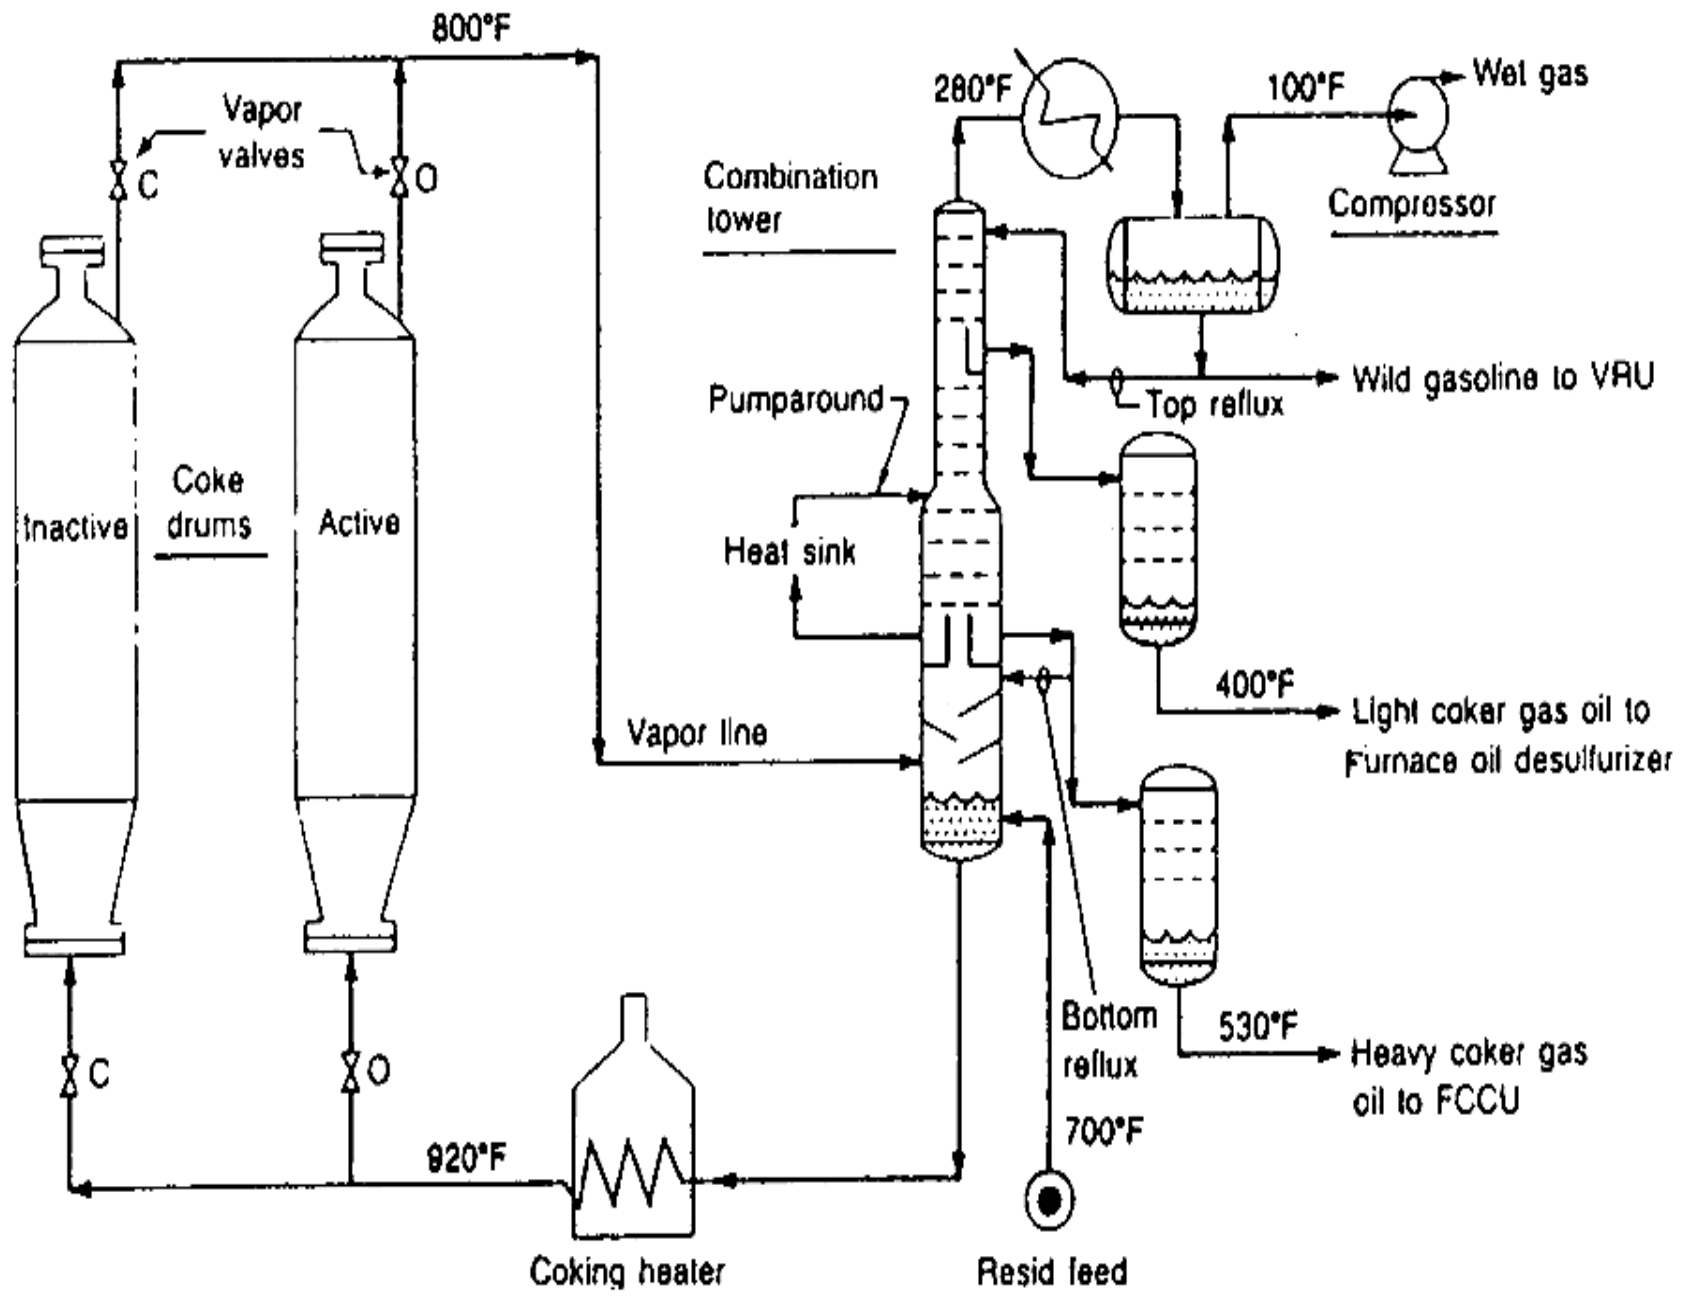 800°F
280°F
100°F
Wet gas
Vapor
valves
C
O
Combination
tower
Compressor
Pumparound
Wild gasoline to VRU
Top reflux
Coke
drums
Inactive
Active
Heat sink
400°F
Light coker gas oil to
Furnace oil desulfurizer
Vapor line
Bottom
reflux
530°F
Heavy coker gas
oil to FCCU
C
O
700°F
920°F
Coking heater
Resid feed